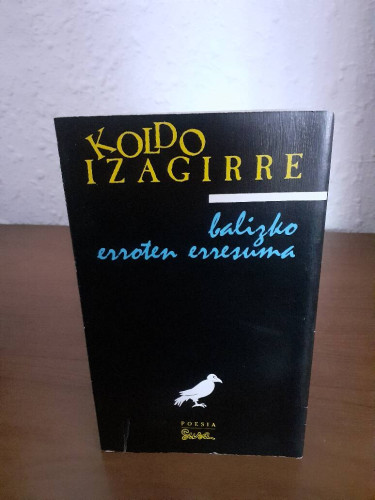 KOLDO
IZAGIRRE
balizko
erroten erresuma
POESIA
Susa